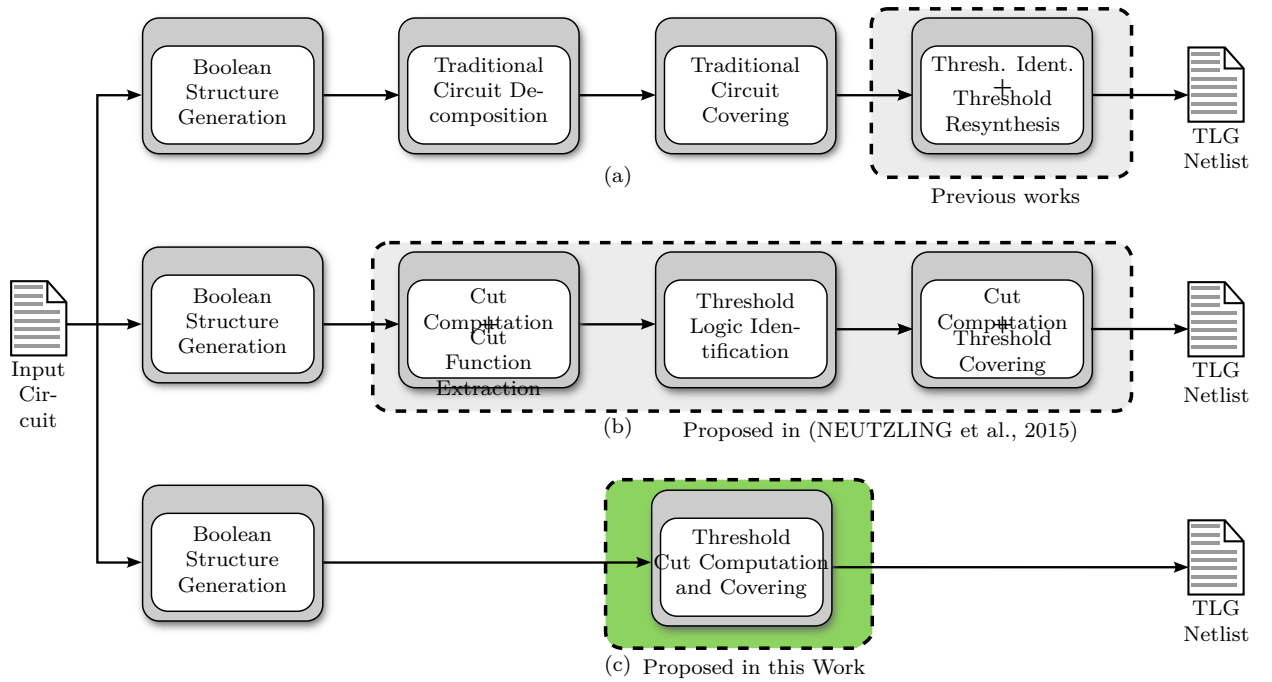 Boolean
Structure
Generation
Traditional
Circuit De-
composition
Traditional
Circuit
Covering
Thresh. Ident.
+
Threshold
Resynthesis
TLG
Netlist
(a)
Previous works
Input
Cir-
cuit
Boolean
Structure
Generation
Cut
Computation
+
Cut
Function
Extraction
Threshold
Logic Iden-
tification
Cut
Computation
+
Threshold
Covering
TLG
Netlist
(b)
Proposed in (NEUTZLING et al., 2015)
Boolean
Structure
Generation
Threshold
Cut Computation
and Covering
TLG
Netlist
(c)
Proposed in this Work